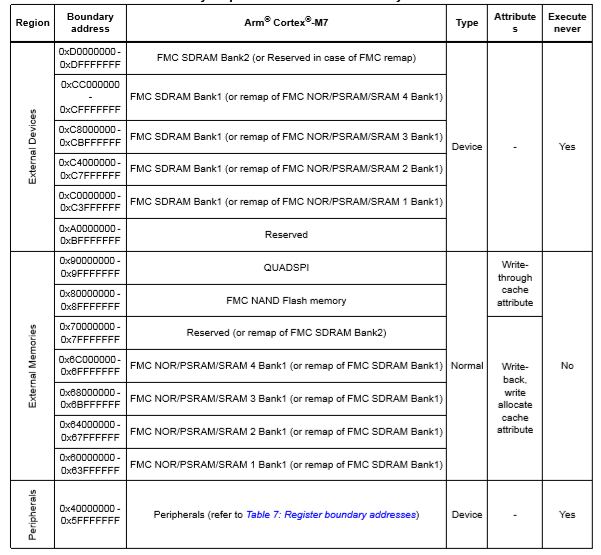 Region
Boundary address
Arm® Cortex®-M7
Type
Attributes
Execute never
External Devices
0xD0000000 - 0xDFFFFFFF
FMC SDRAM Bank2 (or Reserved in case of FMC remap)
0xCC000000 - 0xCFFFFFFF
FMC SDRAM Bank1 (or remap of FMC NOR/PSRAM/SRAM 4 Bank1)
0xC8000000 - 0xCBFFFFFF
FMC SDRAM Bank1 (or remap of FMC NOR/PSRAM/SRAM 3 Bank1)
0xC4000000 - 0xC7FFFFFF
FMC SDRAM Bank1 (or remap of FMC NOR/PSRAM/SRAM 2 Bank1)
0xC0000000 - 0xC3FFFFFF
FMC SDRAM Bank1 (or remap of FMC NOR/PSRAM/SRAM 1 Bank1)
0xA0000000 - 0xBFFFFFFF
Reserved
Device
-
Yes
External Memories
0x90000000 - 0x9FFFFFFF
QUADSPI
0x80000000 - 0x8FFFFFFF
FMC NAND Flash memory
Write-through cache attribute
0x70000000 - 0x7FFFFFFF
Reserved (or remap of FMC SDRAM Bank2)
0x6C000000 - 0x6FFFFFFF
FMC NOR/PSRAM/SRAM 4 Bank1 (or remap of FMC SDRAM Bank1)
0x68000000 - 0x6BFFFFFF
FMC NOR/PSRAM/SRAM 3 Bank1 (or remap of FMC SDRAM Bank1)
0x64000000 - 0x67FFFFFF
FMC NOR/PSRAM/SRAM 2 Bank1 (or remap of FMC SDRAM Bank1)
0x60000000 - 0x63FFFFFF
FMC NOR/PSRAM/SRAM 1 Bank1 (or remap of FMC SDRAM Bank1)
Normal
Write-back, write allocate cache attribute
No
Peripherals
0x40000000 - 0x5FFFFFFF
Peripherals (refer to Table 7: Register boundary addresses)
Device
-
Yes